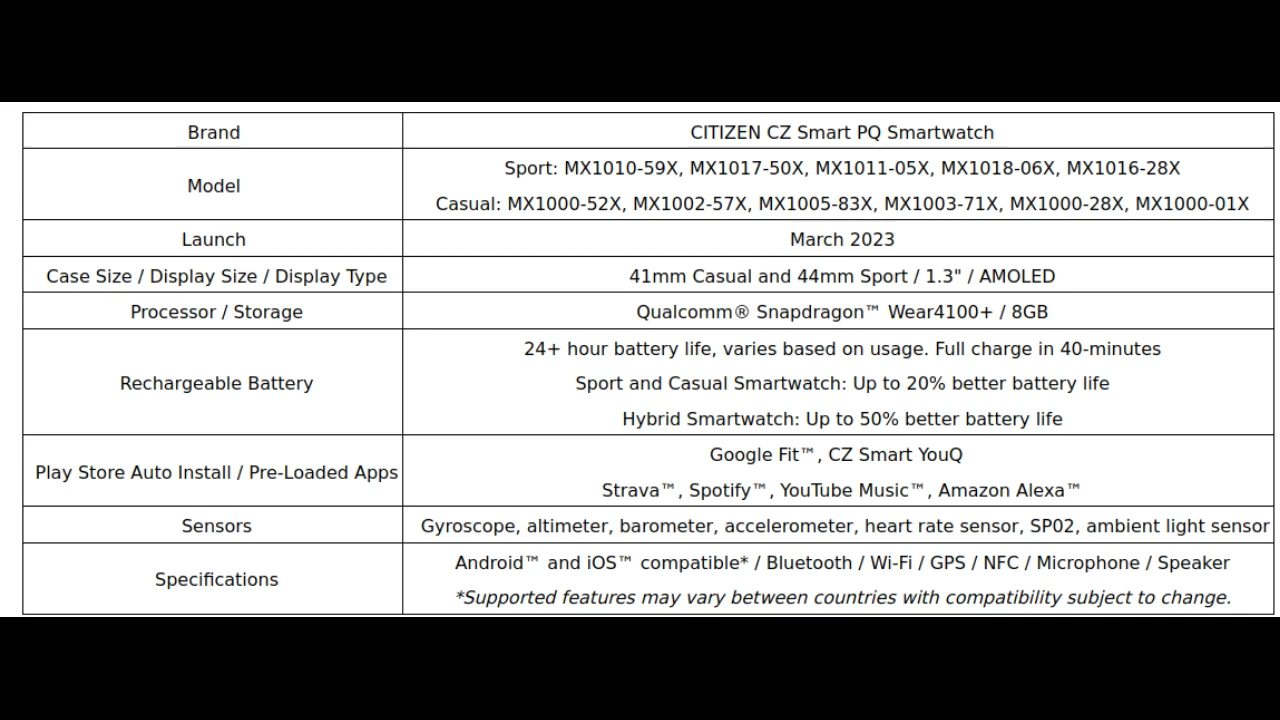 Brand
CITIZEN CZ Smart PQ Smartwatch
Model
Sport: MX1010-59X, MX1017-50X, MX1011-05X, MX1018-06X, MX1016-28X
Casual: MX1000-52X, MX1002-57X, MX1005-83X, MX1003-71X, MX1000-28X, MX1000-01X
Launch
March 2023
Case Size / Display Size / Display Type
41mm Casual and 44mm Sport / 1.3" / AMOLED
Processor / Storage
Qualcomm® Snapdragon™ Wear4100+ / 8GB
Rechargeable Battery
24+ hour battery life, varies based on usage. Full charge in 40-minutes
Sport and Casual Smartwatch: Up to 20% better battery life
Hybrid Smartwatch: Up to 50% better battery life
Play Store Auto Install / Pre-Loaded Apps
Google Fit™, CZ Smart YouQ
Strava™, Spotify™, YouTube Music™, Amazon Alexa™
Sensors
Gyroscope, altimeter, barometer, accelerometer, heart rate sensor, SP02, ambient light sensor
Specifications
Android™ and iOS™ compatible* / Bluetooth / Wi-Fi / GPS / NFC / Microphone / Speaker
*Supported features may vary between countries with compatibility subject to change.